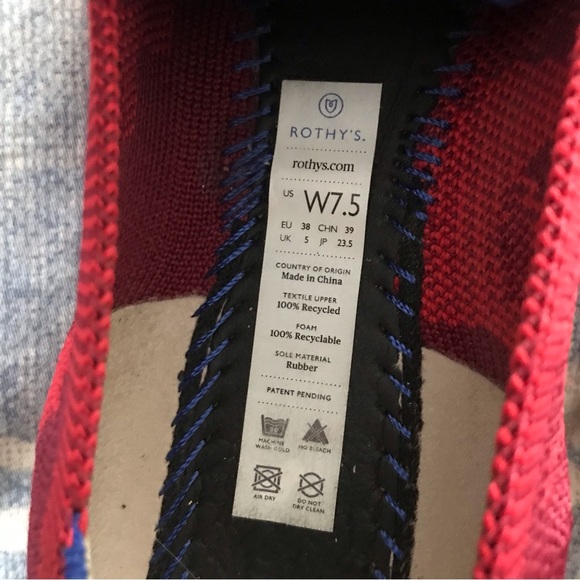 ROTHY'S.
rothys.com
US W7.5
EU 38 CHN 39
UK 5 JP 23.5
COUNTRY OF ORIGIN
Made in China
TEXTILE UPPER
100% Recycled
FOAM
100% Recyclable
SOLE MATERIAL
Rubber
PATENT PENDING
MACHINE WASH COLD
NO BLEACH
AIR DRY
DO NOT DRY CLEAN